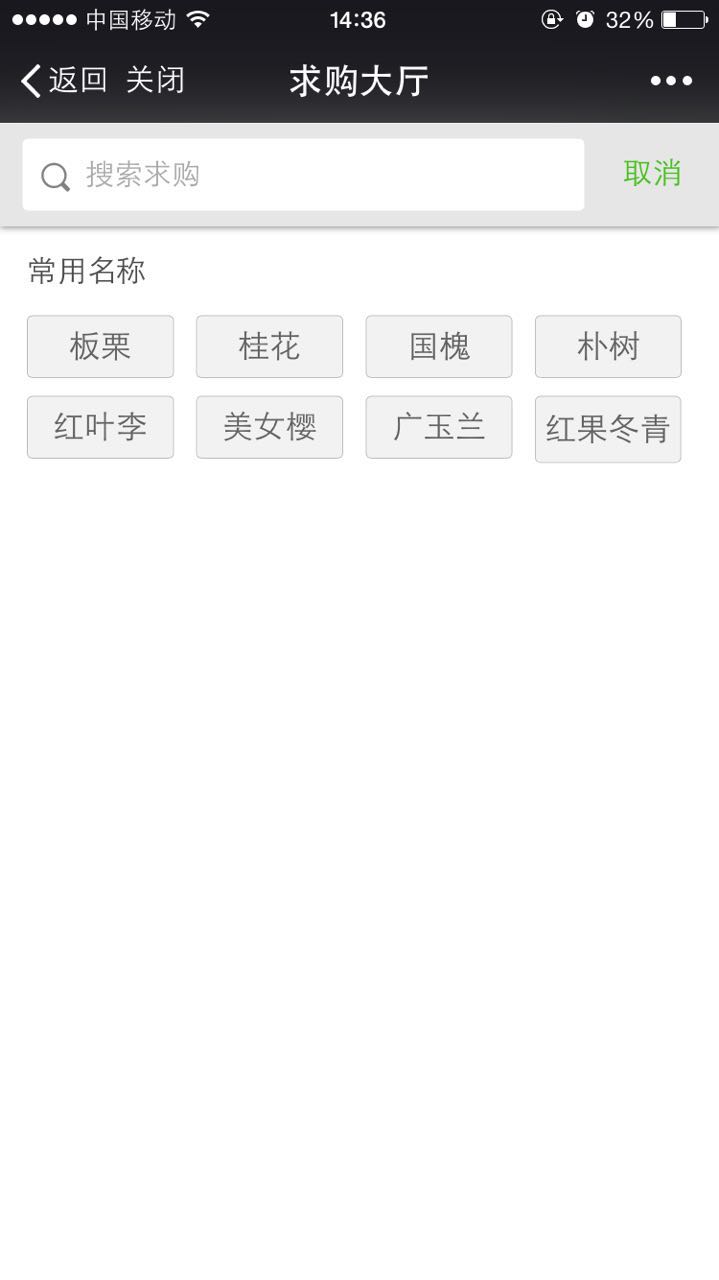 中国移动 14:36 32%
返回 关闭 求购大厅
搜索求购 取消
常用名称
板栗 桂花 国槐 朴树
红叶李 美女樱 广玉兰 红果冬青